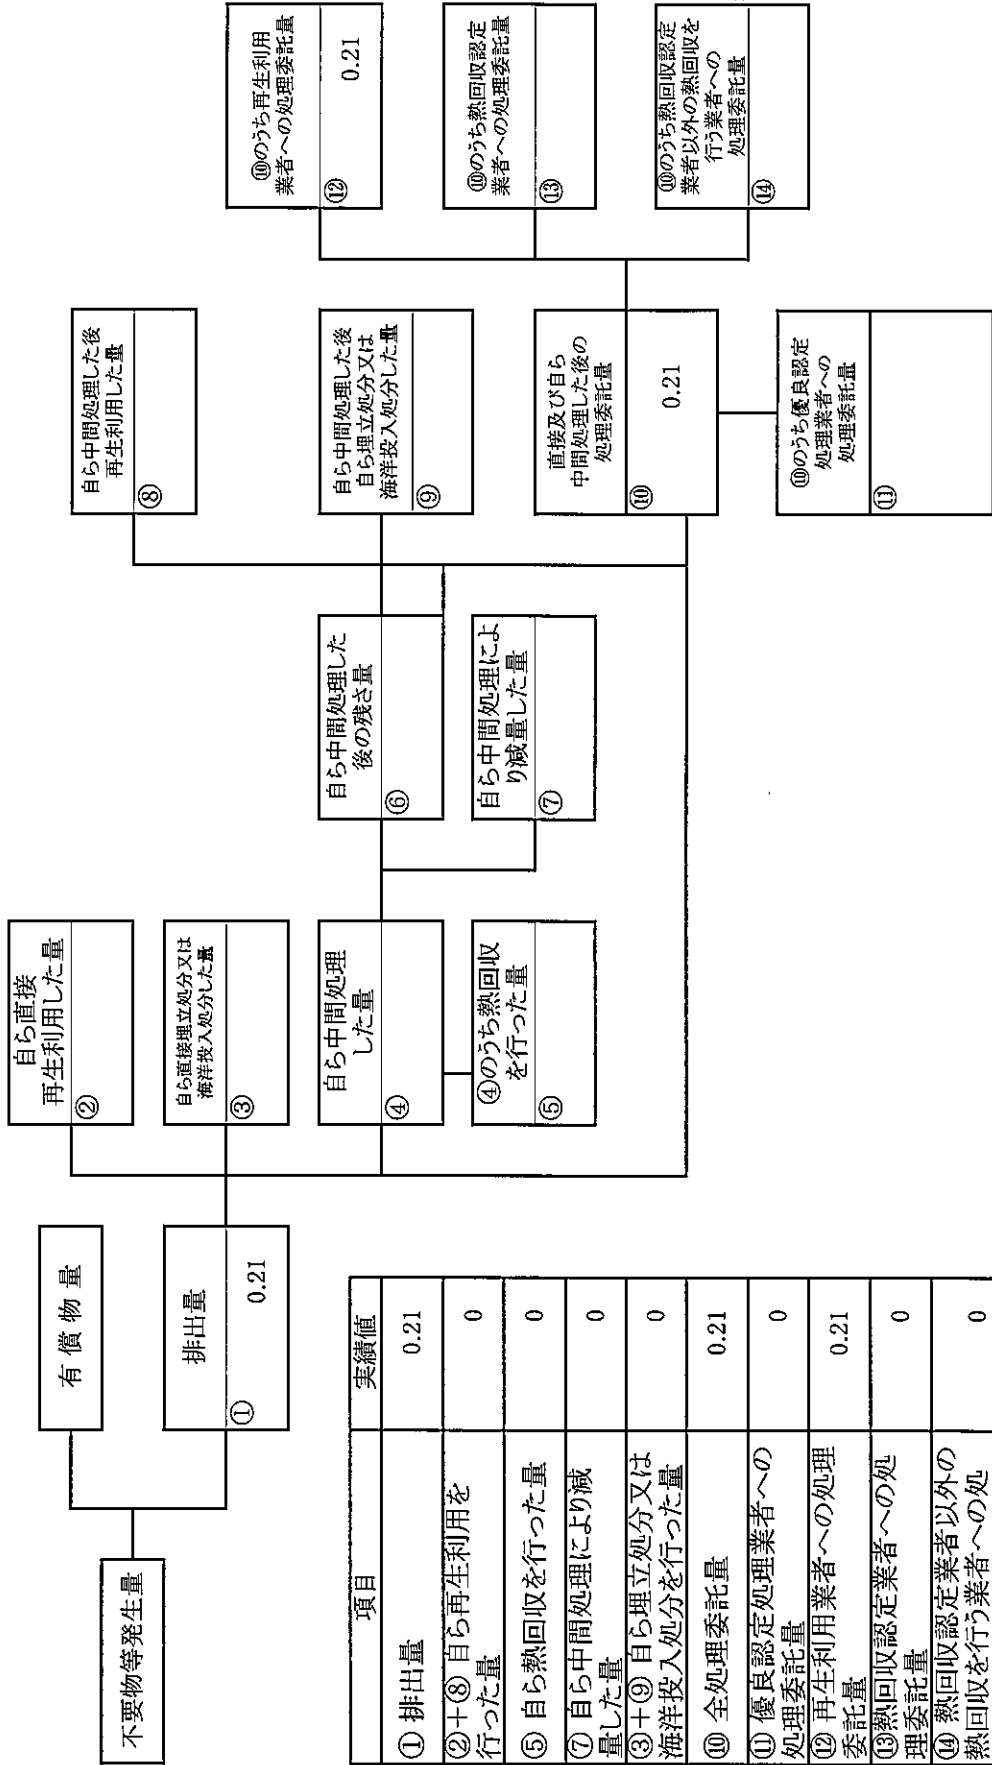 不要物等発生量
有償物量
排出量
① 0.21
自ら直接
再生利用した量
②
自ら直接埋立処分又は
海洋投入処分した量
③
自ら中間処理
した量
④
④のうち熱回収
を行った量
⑤
自ら中間処理した
後の残さ量
⑥
自ら中間処理によ
り減量した量
⑦
自ら中間処理した後
再生利用した量
⑧
自ら中間処理した後
自ら埋立処分又は
海洋投入処分した量
⑨
直接及び自ら
中間処理した後の
処理委託量
⑩ 0.21
⑩のうち優良認定
処理業者への
処理委託量
⑪
⑩のうち再生利用
業者への処理委託量
⑫ 0.21
⑩のうち熱回収認定
業者への処理委託量
⑬
⑩のうち熱回収認定
業者以外の熱回収を
行う業者への
処理委託量
⑭
項目 実績値
①排出量 0.21
②+⑧ 自ら再生利用を
行った量 0
⑤ 自ら熱回収を行った量 0
⑦ 自ら中間処理により減
量した量 0
③+⑨ 自ら埋立処分又は
海洋投入処分を行った量 0
⑩ 全処理委託量 0.21
⑪ 優良認定処理業者への
処理委託量 0
⑫ 再生利用業者への処理
委託量 0.21
⑬熱回収認定業者への処
理委託量 0
⑭ 熱回収認定業者以外の
熱回収を行う業者への処 0